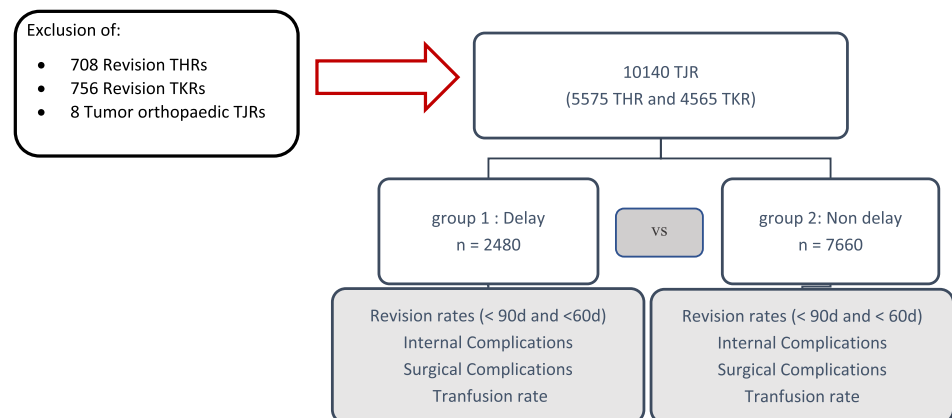 Exclusion of:
• 708 Revision THRs
• 756 Revision TKRs
• 8 Tumor orthopaedic TJRs
10140 TJR
(5575 THR and 4565 TKR)
group 1 : Delay
n = 2480
vs
group 2: Non delay
n = 7660
Revision rates (< 90d and <60d)
Internal Complications
Surgical Complications
Tranfusion rate
Revision rates (< 90d and < 60d)
Internal Complications
Surgical Complications
Tranfusion rate